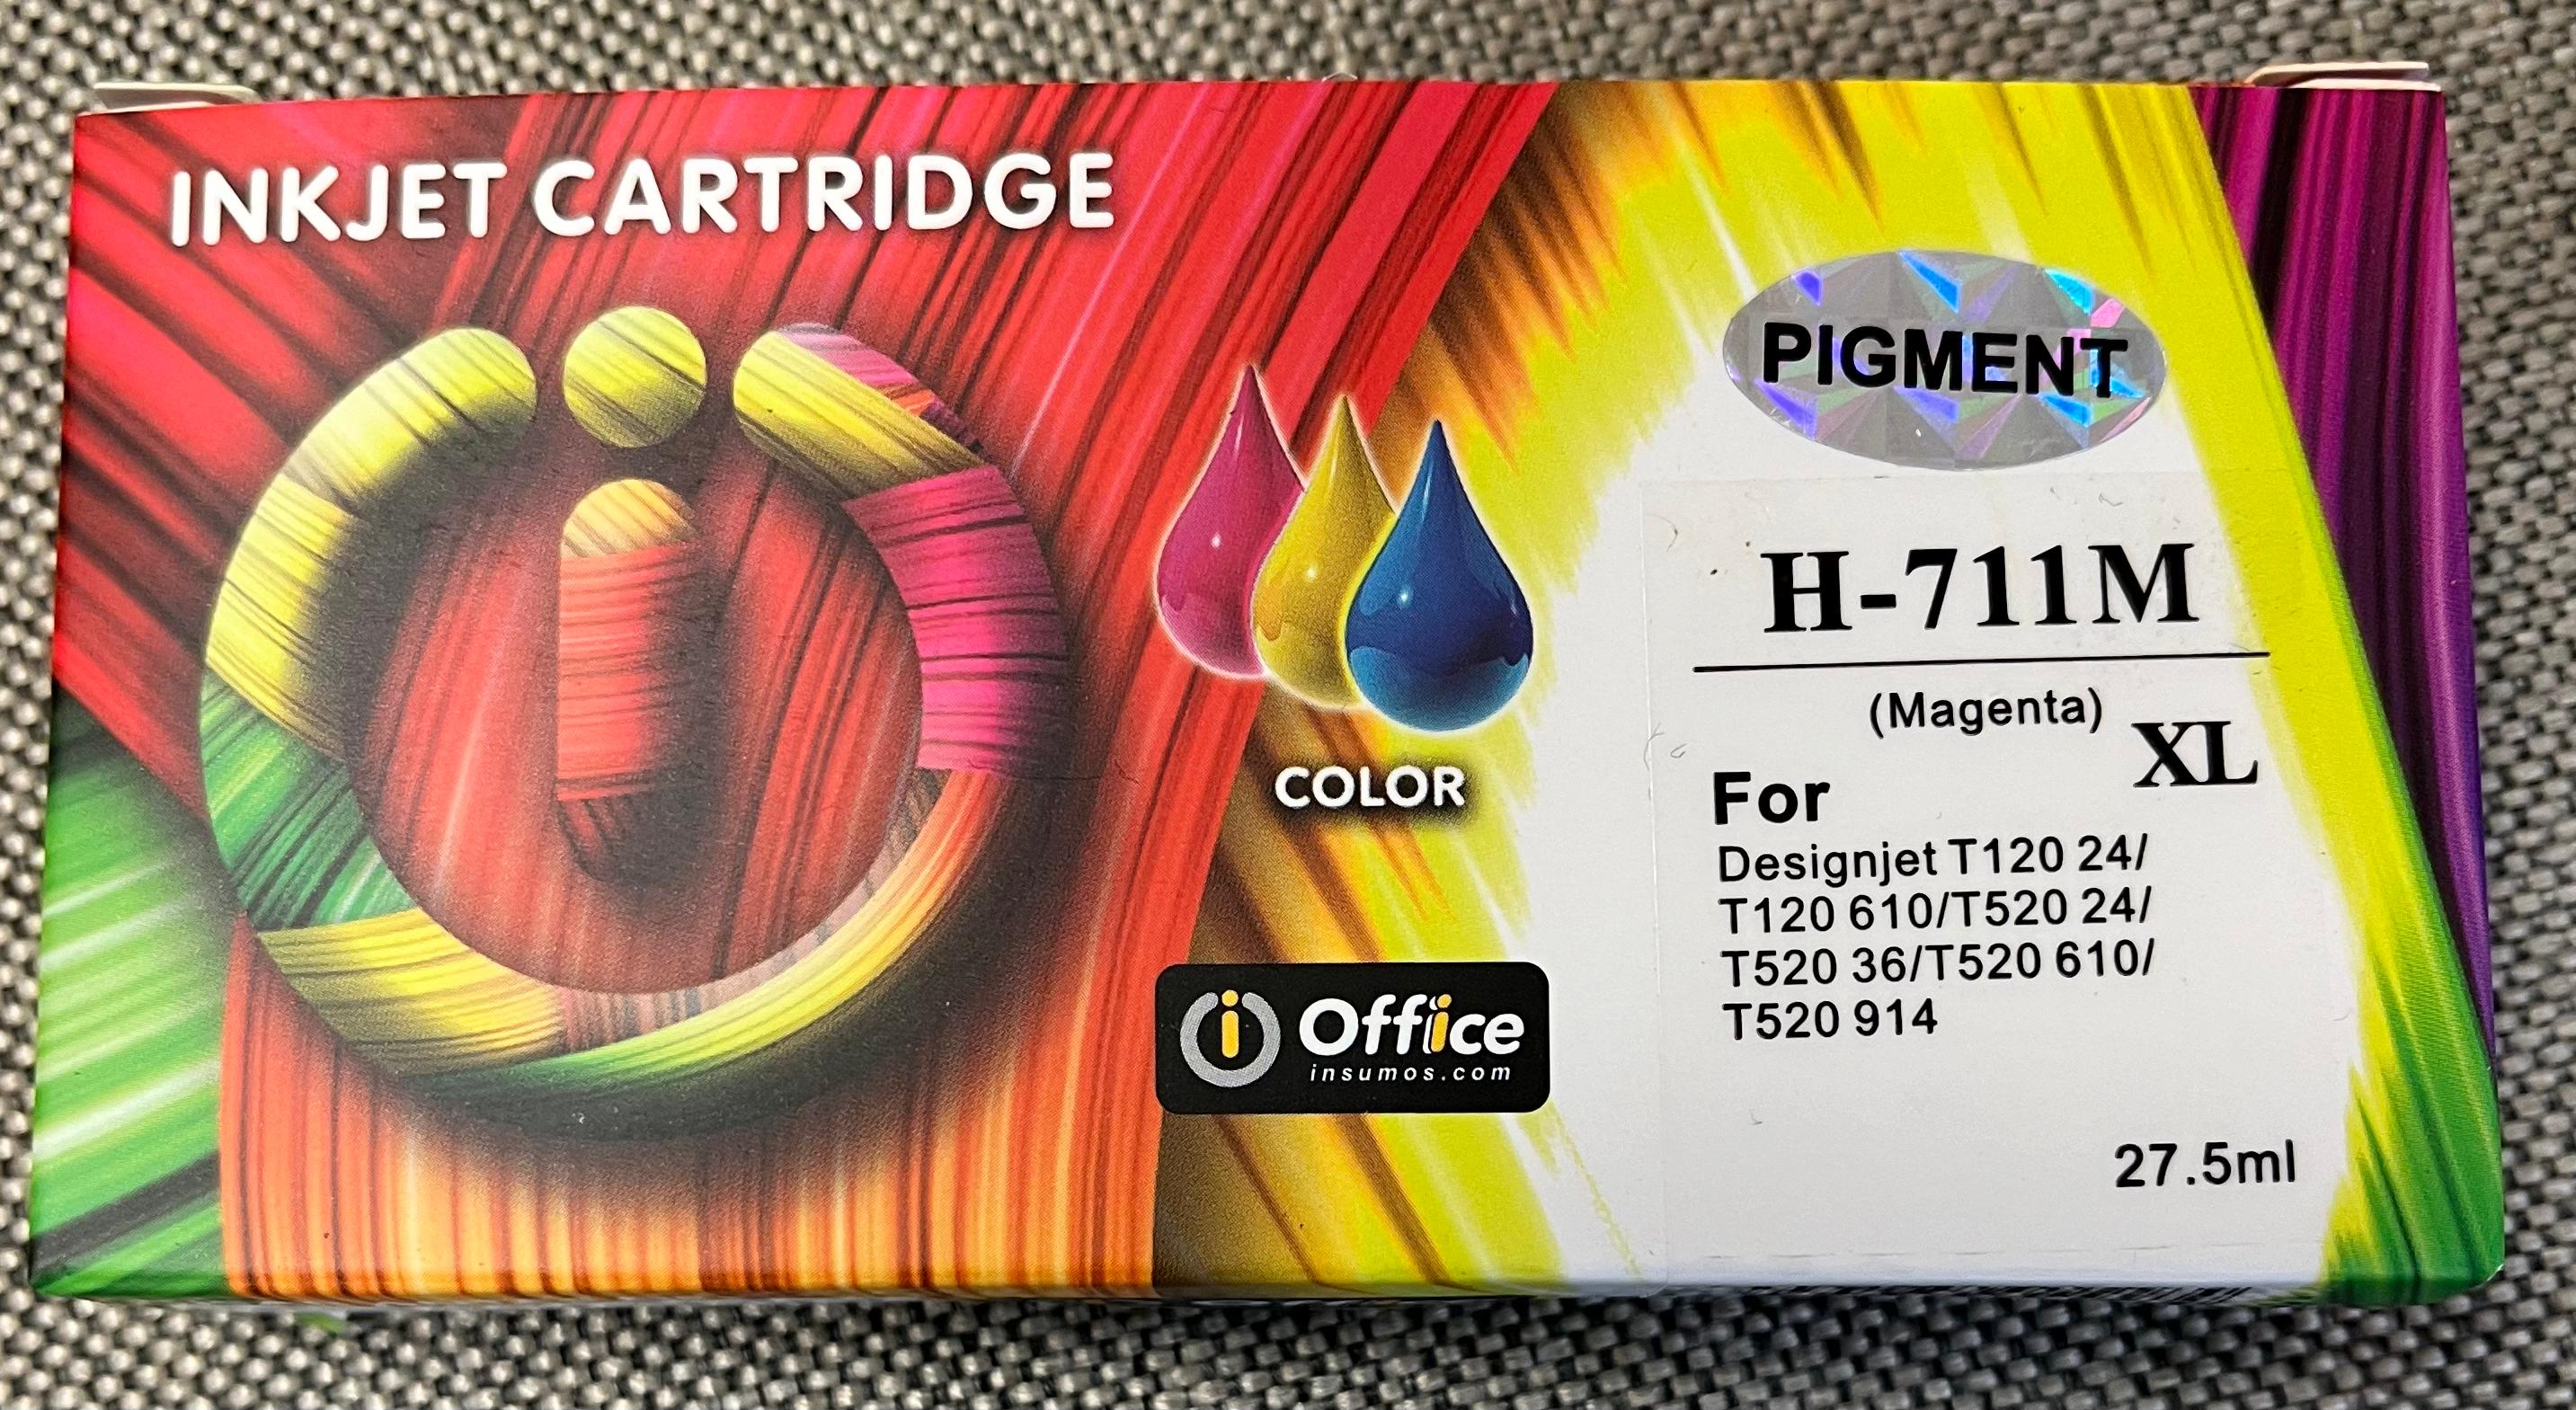 INKJET CARTRIDGE
PIGMENT
H-711M
(Magenta)
XL
For
Designjet T120 24/
T120 610/T520 24/
T520 36/T520 610/
T520 914
27.5ml
COLOR
i Office
insumos.com